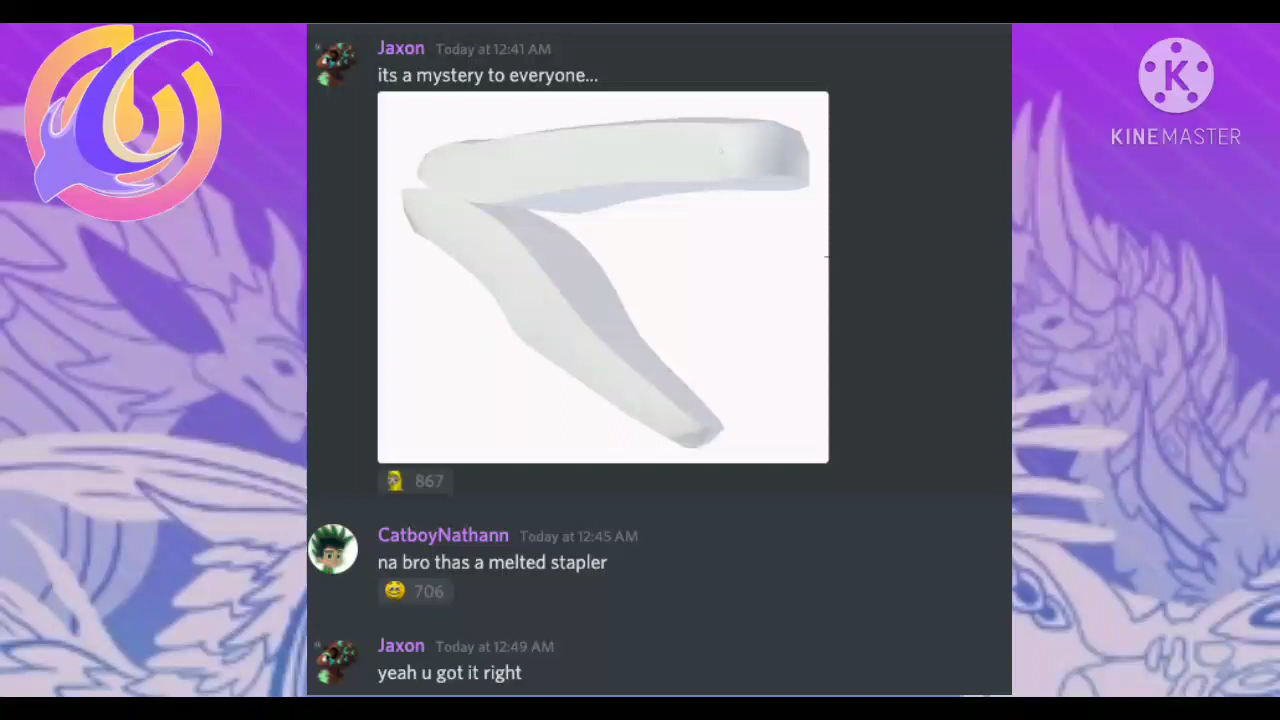 Jaxon Today at 12:41 AM
its a mystery to everyone...
867
CatboyNathann Today at 12:45 AM
na bro thas a melted stapler
706
Jaxon Today at 12:49 AM
yeah u got it right
K
KINEMASTER